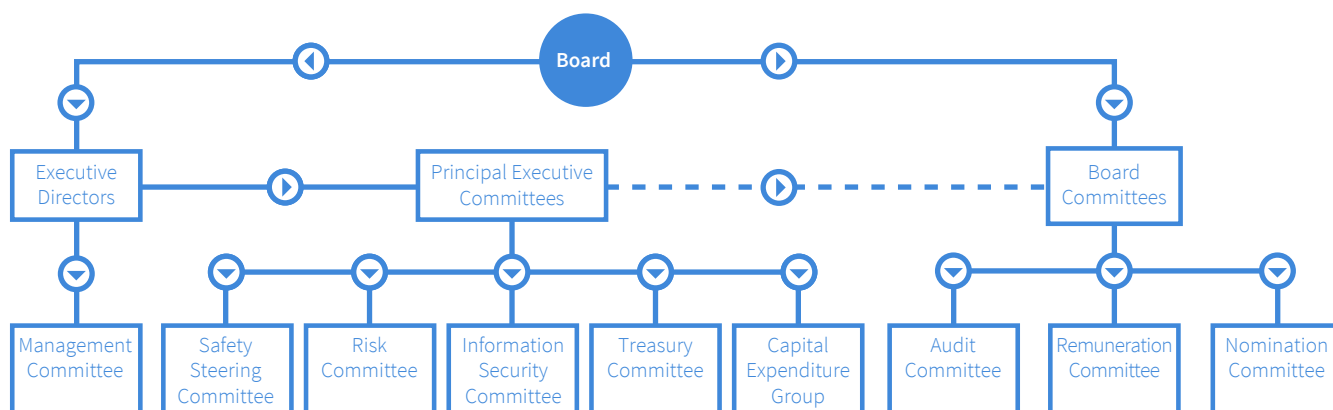 Board
Executive
Directors
Principal Executive
Committees
Board
Committees
Management
Committee
Safety
Steering
Committee
Risk
Committee
Information
Security
Committee
Treasury
Committee
Capital
Expenditure
Group
Audit
Committee
Remuneration
Committee
Nomination
Committee